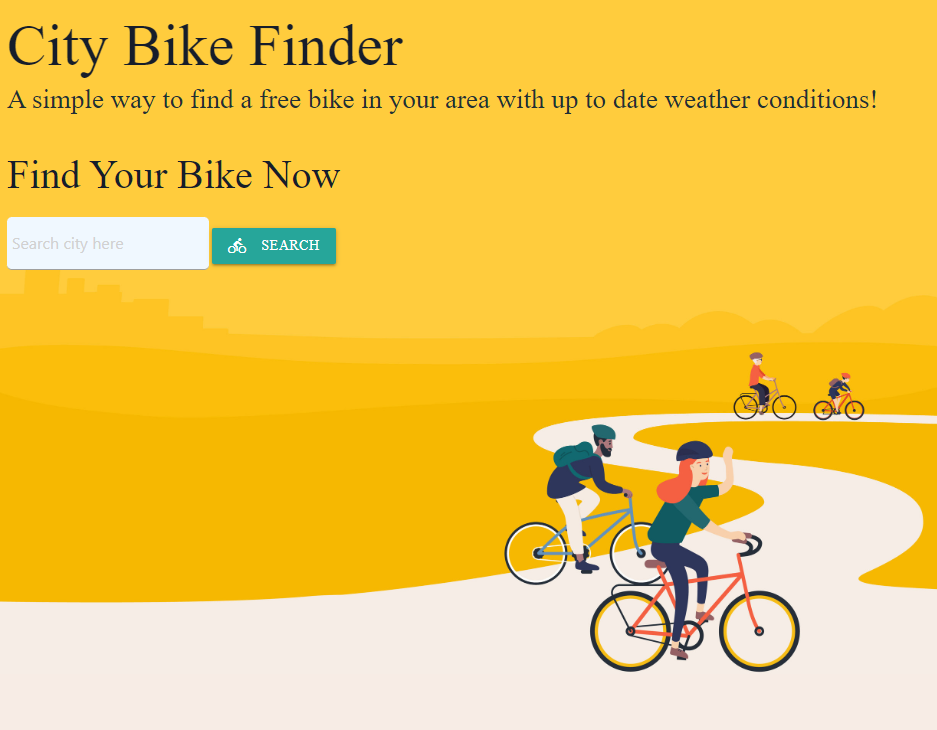 City Bike Finder
A simple way to find a free bike in your area with up to date weather conditions!
Find Your Bike Now
Search city here
SEARCH